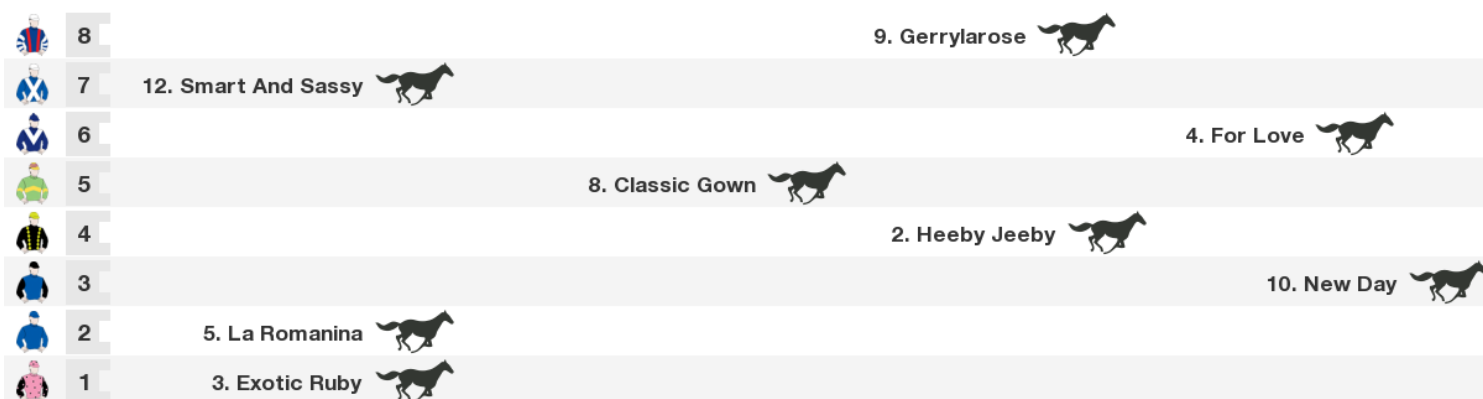 8 9. Gerrylarose
7 12. Smart And Sassy
6 4. For Love
5 8. Classic Gown
4 2. Heeby Jeeby
3 10. New Day
2 5. La Romanina
1 3. Exotic Ruby